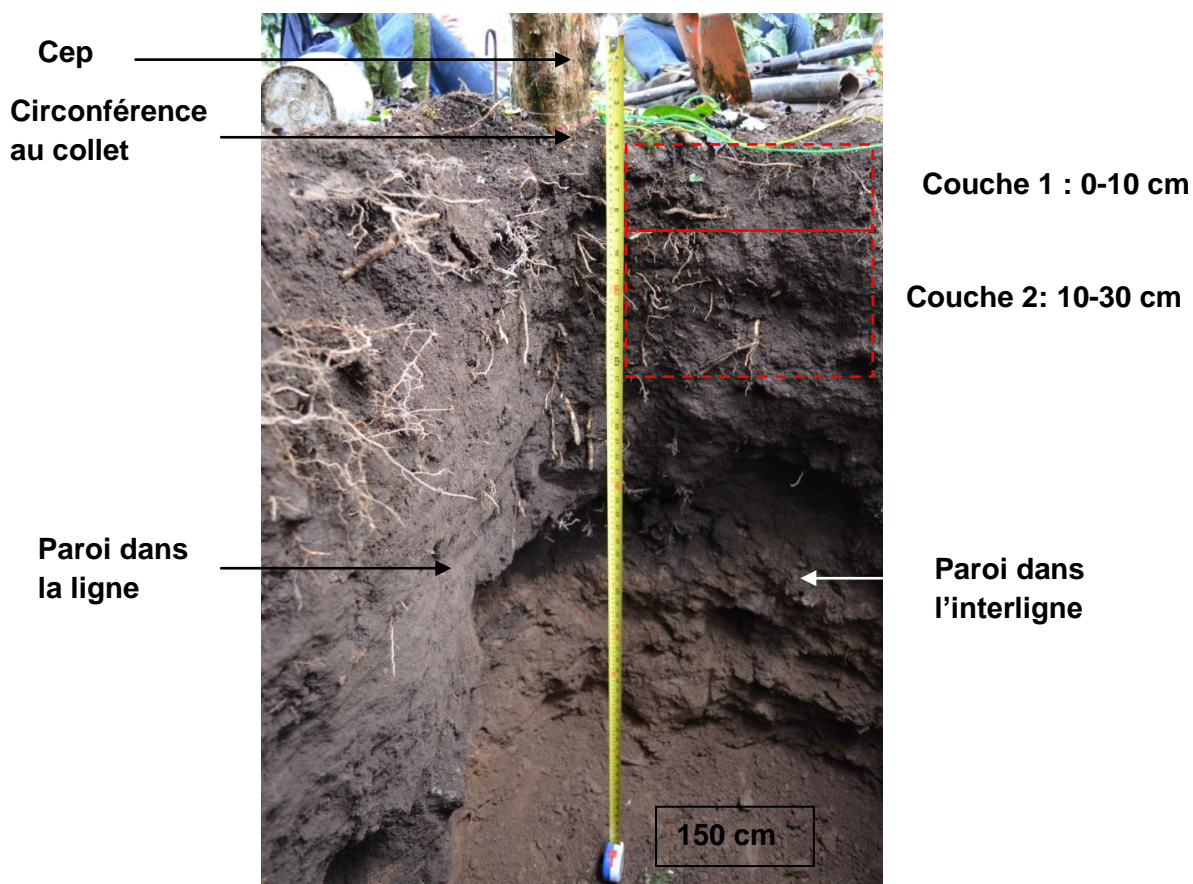 Cep
Circonférence
au collet
Couche 1 : 0-10 cm
Couche 2: 10-30 cm
Paroi dans
la ligne
Paroi dans
l’interligne
150 cm